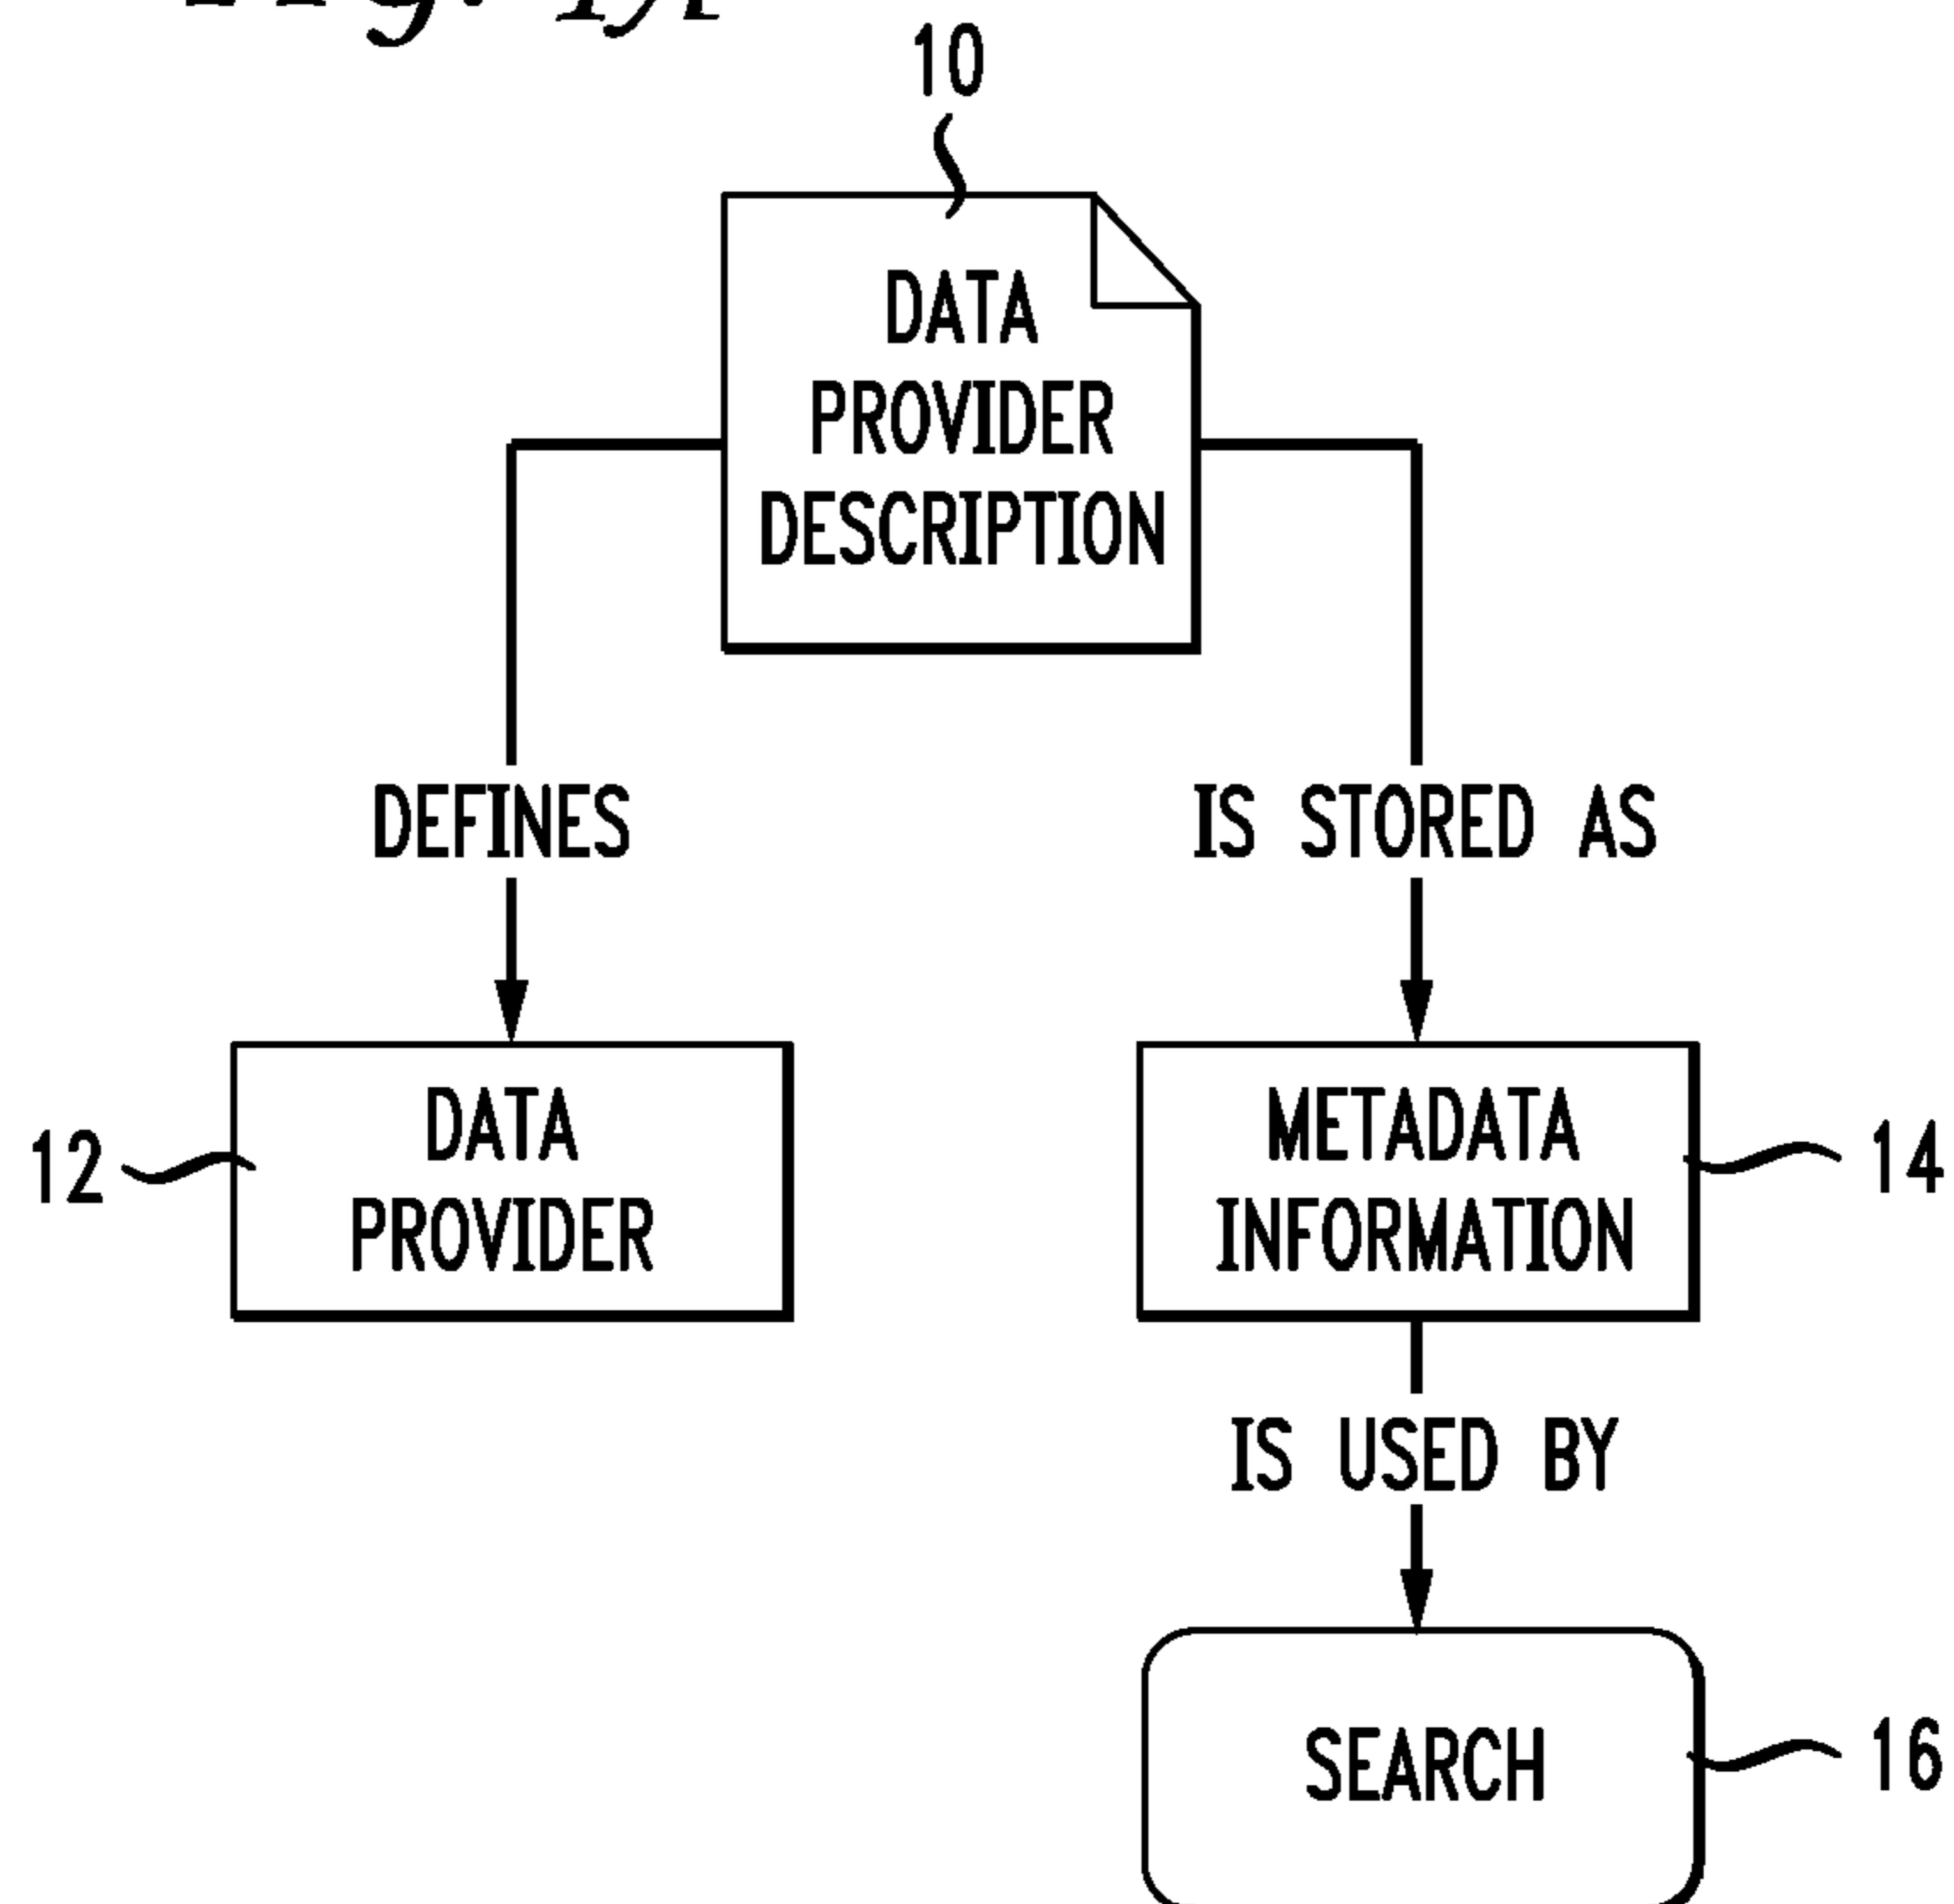 10
DATA
PROVIDER
DESCRIPTION
DEFINES
IS STORED AS
DATA
PROVIDER
12
METADATA
INFORMATION
14
IS USED BY
SEARCH
16